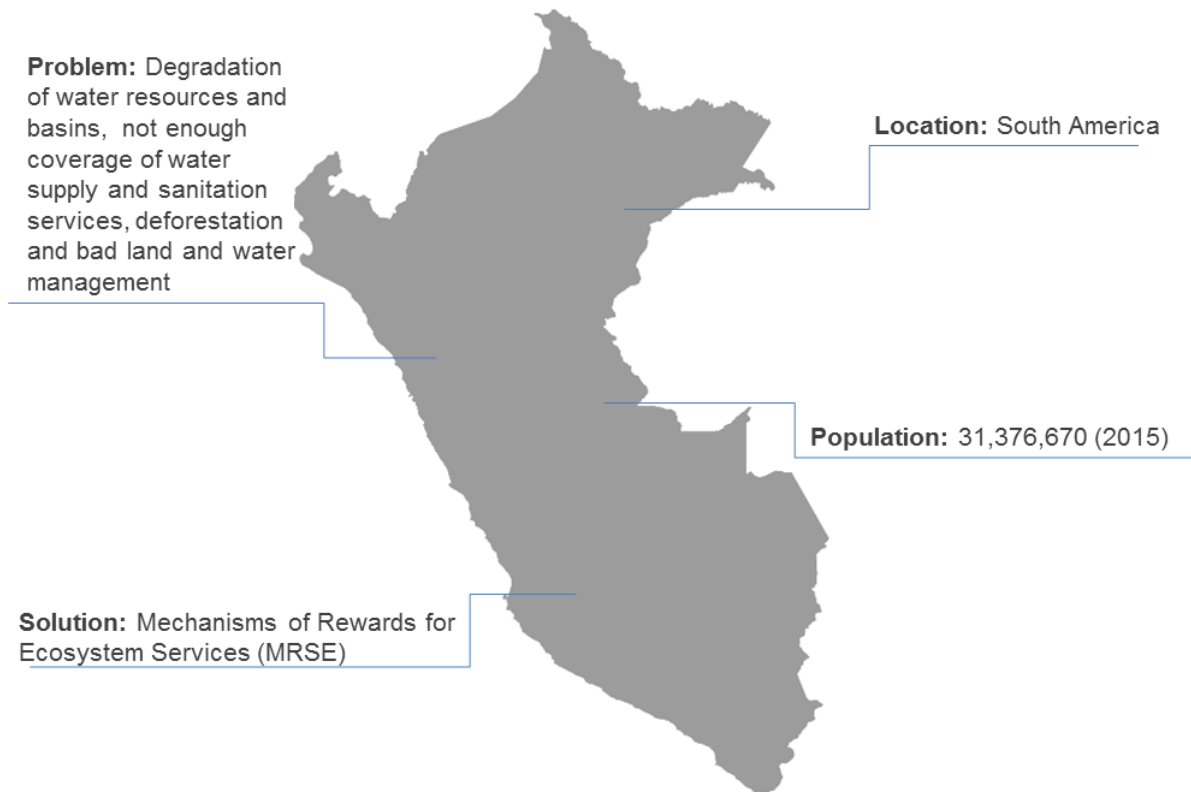 Problem: Degradation
of water resources and
basins, not enough
coverage of water
supply and sanitation
services, deforestation
and bad land and water
management
Location: South America
Population: 31,376,670 (2015)
Solution: Mechanisms of Rewards for
Ecosystem Services (MRSE)